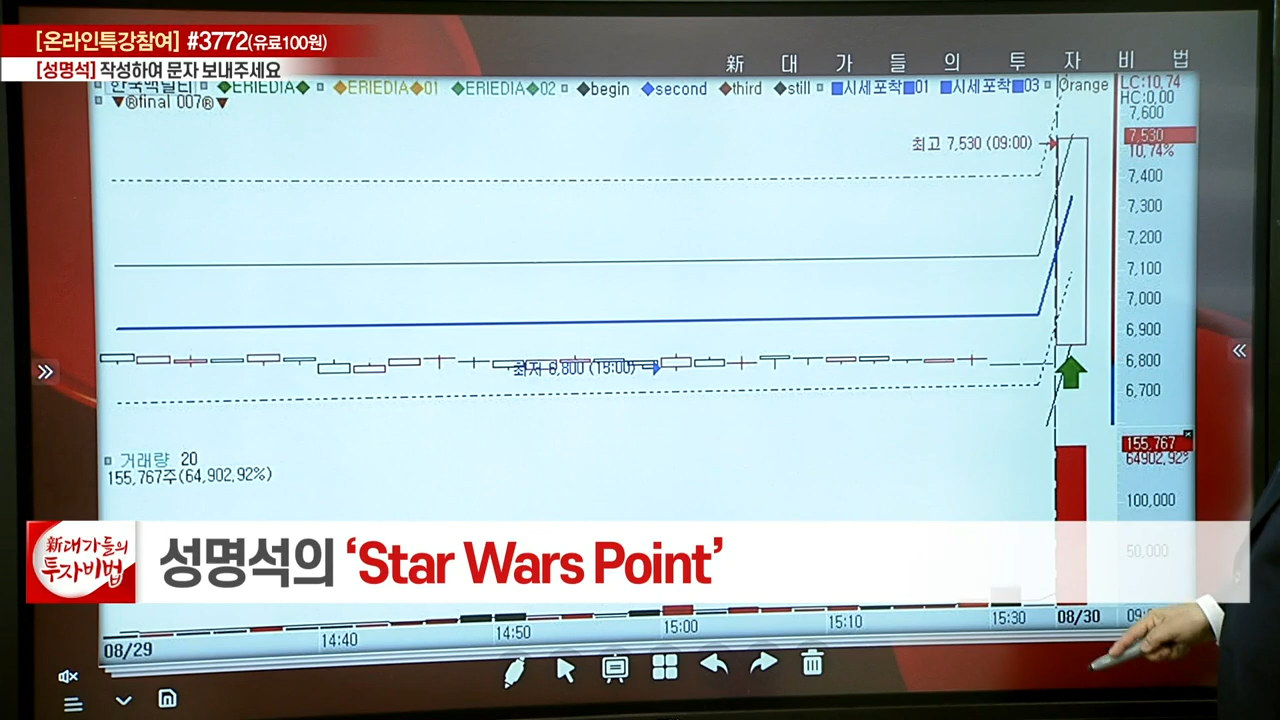 [온라인특강참여] #3772(유료100원)
[성명석] 작성하여 문자 보내주세요
新 대 가 들 의 투 자 비 법
ERIEDIA ERIEDIA 01 ERIEDIA 02 begin second third still 시세포착 01 시세포착 03 Orange
®final 007®
LC:10,74
HC:0,00
7,600
최고 7,530 (09:00)
7,530
10,74%
7,400
7,300
7,200
7,100
7,000
6,900
최저 6,800 (15:00)
6,800
6,700
거래량 20
155,767주(64,902,92%)
155,767
64902,92%
100,000
50,000
新대가들의
투자비법
성명석의 ‘Star Wars Point’
08/29 14:40 14:50 15:00 15:10 15:30 08/30